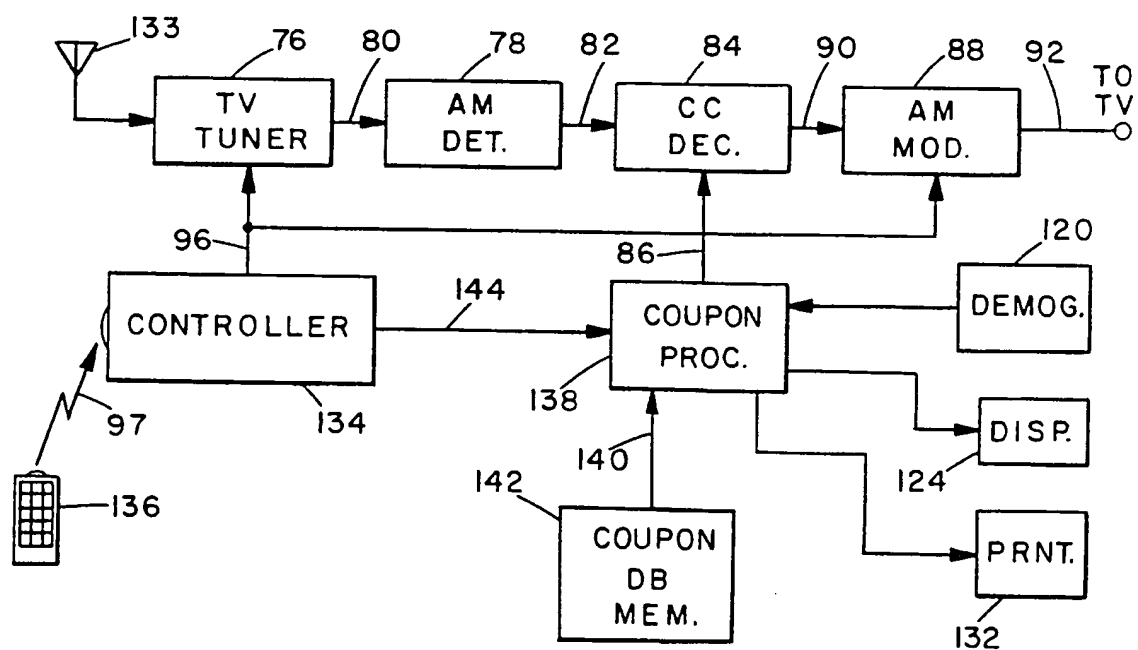 133
76
80
78
82
84
90
88
92
TO
TV
TV
TUNER
AM
DET.
CC
DEC.
AM
MOD.
96
86
120
144
CONTROLLER
COUPON
PROC.
DEMOG.
138
97
134
140
DISP.
124
136
142
COUPON
DB
MEM.
PRNT.
132